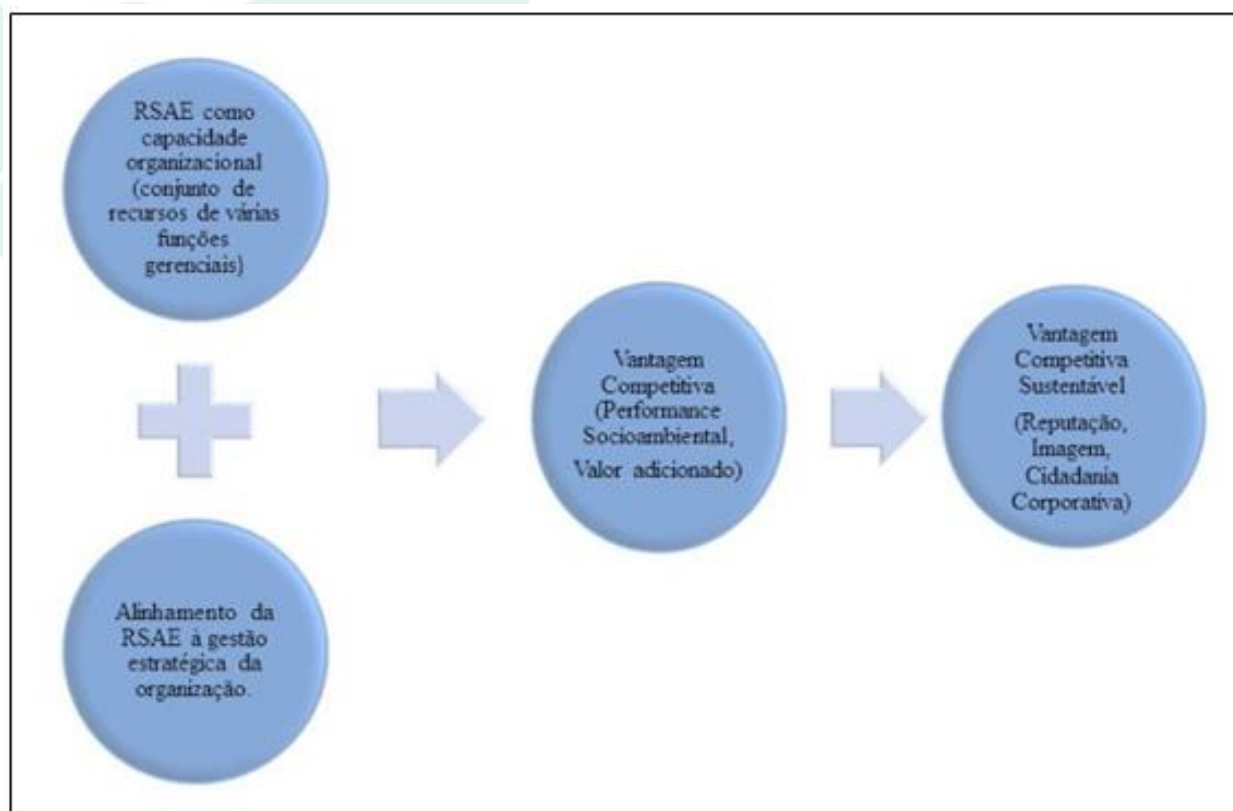 RSAE como
capacidade
organizacional
(conjunto de
recursos de várias
funções
gerenciais)
Alinhamento da
RSAE à gestão
estratégica da
organização.
Vantagem
Competitiva
(Performance
Socioambiental,
Valor adicionado)
Vantagem
Competitiva
Sustentável
(Reputação,
Imagem,
Cidadania
Corporativa)